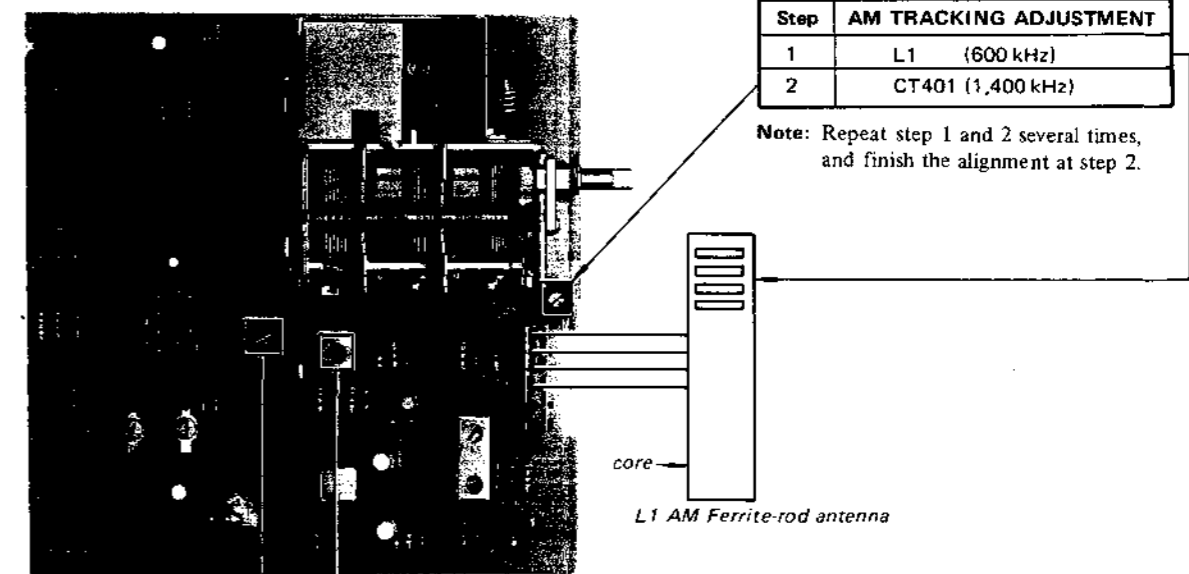 Step AM TRACKING ADJUSTMENT
1 L1 (600 kHz)
2 CT401 (1,400 kHz)
Note: Repeat step 1 and 2 several times,
and finish the alignment at step 2.
core
L1 AM Ferrite-rod antenna